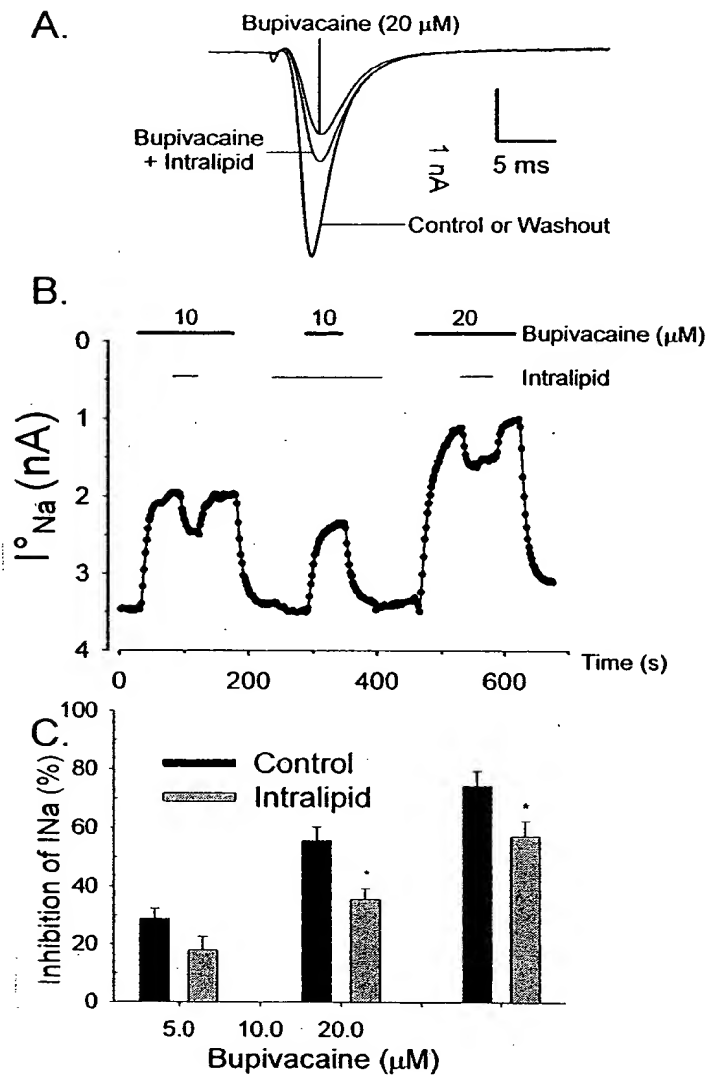 A.
Bupivacaine (20 µM)
Bupivacaine
+ Intralipid
1 nA
5 ms
Control or Washout
B.
10
10
20
Bupivacaine (µM)
Intralipid
0
1
2
3
4
I°Na (nA)
0
200
400
600
Time (s)
C.
100
80
60
40
20
0
Inhibition of INa (%)
Control
Intralipid
*
*
5.0
10.0
20.0
Bupivacaine (µM)